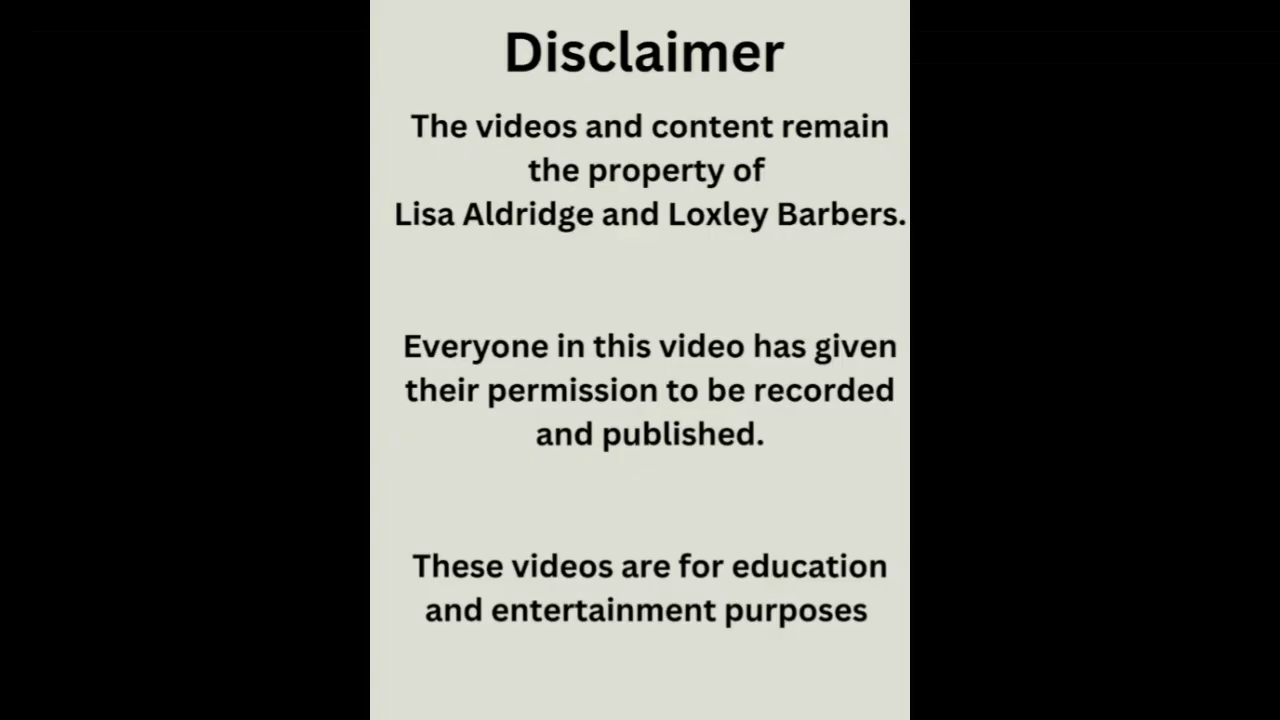 Disclaimer
The videos and content remain
the property of
Lisa Aldridge and Loxley Barbers.
Everyone in this video has given
their permission to be recorded
and published.
These videos are for education
and entertainment purposes